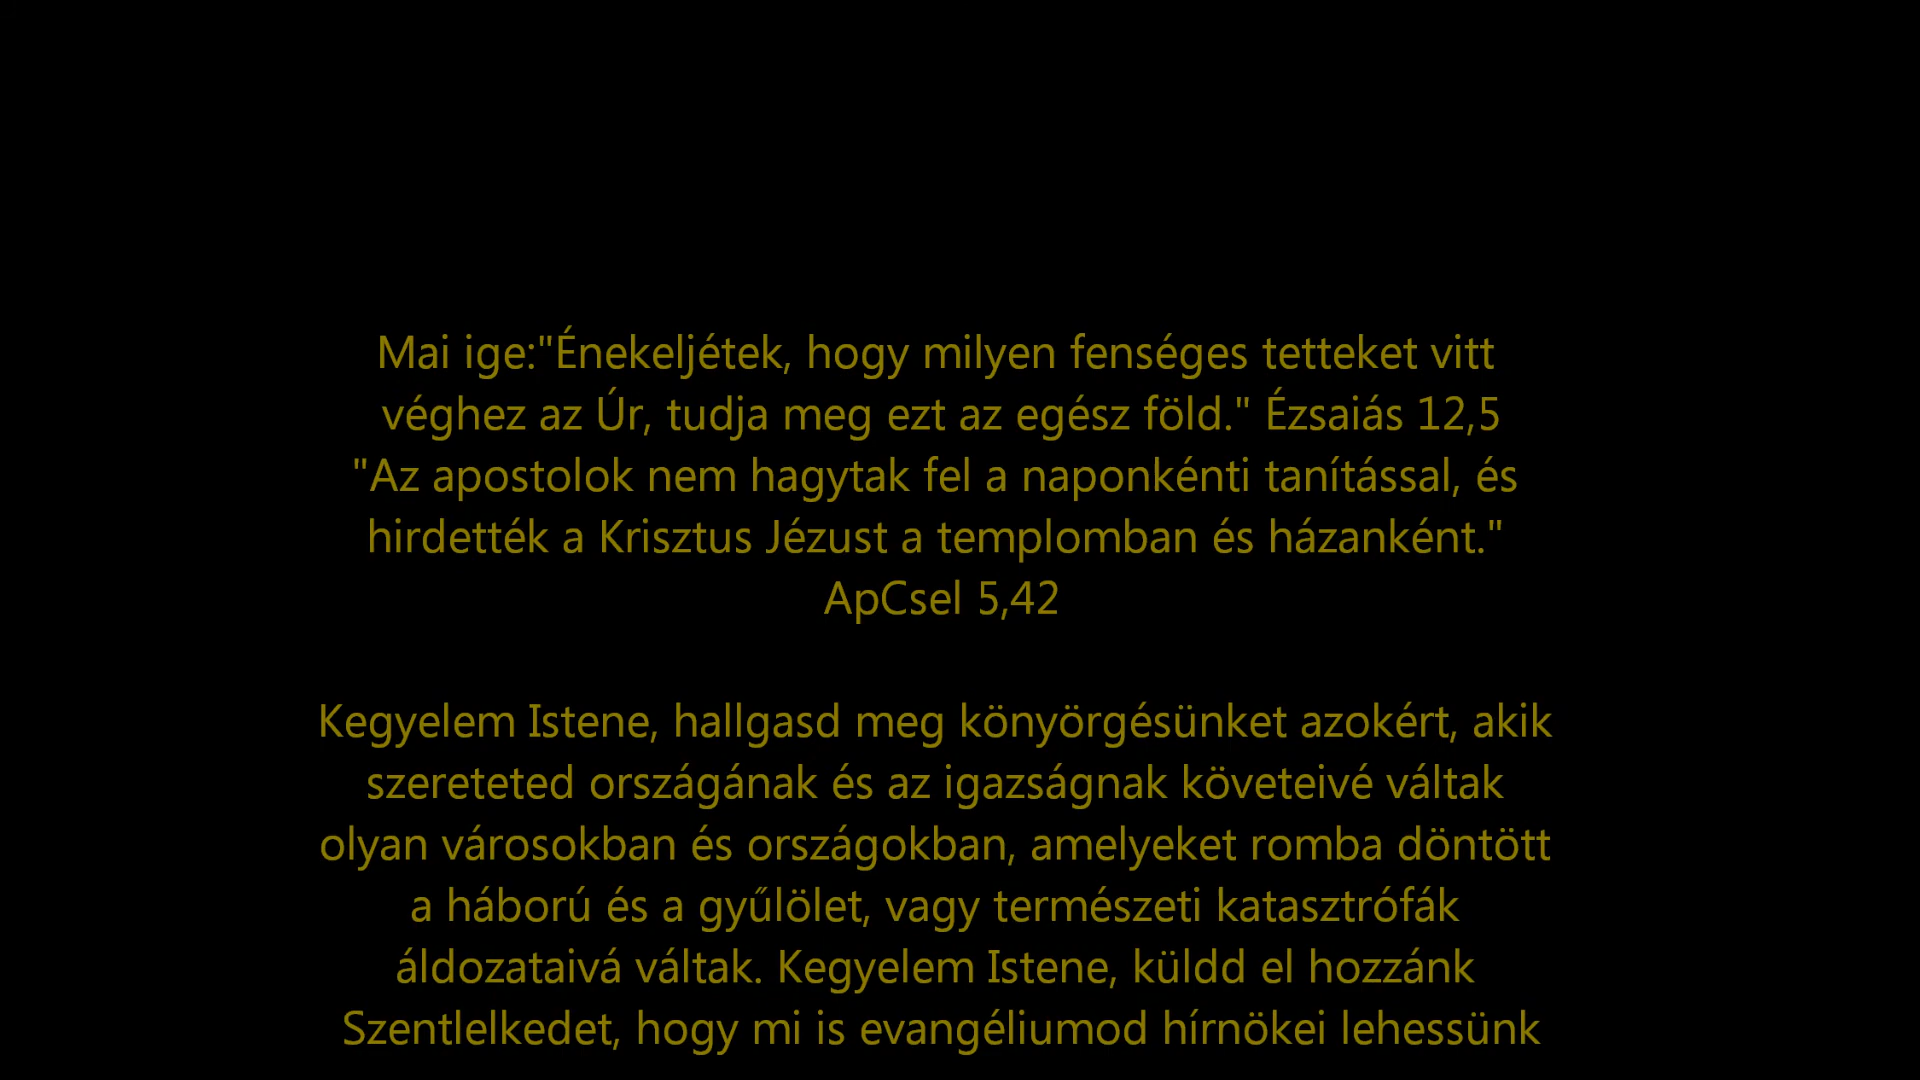 Mai ige:"Énekeljétek, hogy milyen fenséges tetteket vitt
véghez az Úr, tudja meg ezt az egész föld." Ézsaiás 12,5
"Az apostolok nem hagytak fel a naponkénti tanítással, és
hirdették a Krisztus Jézust a templomban és házanként."
ApCsel 5,42
Kegyelem Istene, hallgasd meg könyörgésünket azokért, akik
szereteted országának és az igazságnak követeivé váltak
olyan városokban és országokban, amelyeket romba döntött
a háború és a gyűlölet, vagy természeti katasztrófák
áldozataivá váltak. Kegyelem Istene, küldd el hozzánk
Szentlelkedet, hogy mi is evangéliumod hírnökei lehessünk